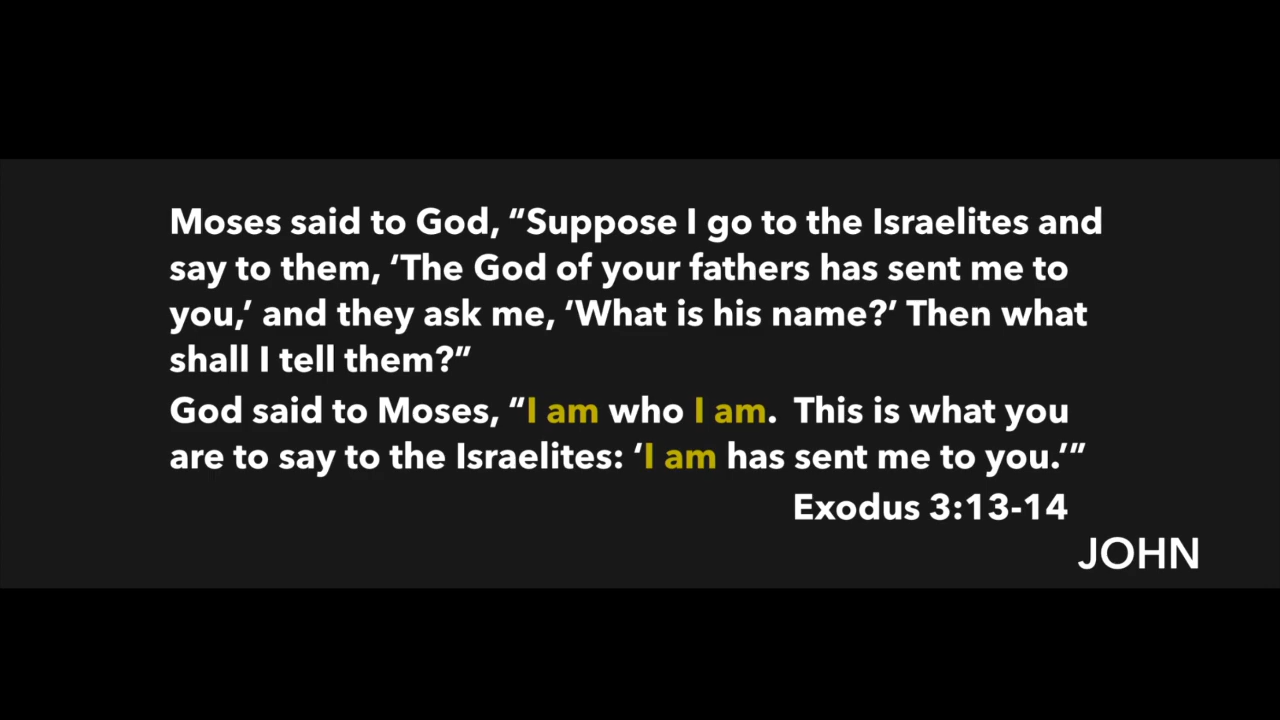 Moses said to God, “Suppose I go to the Israelites and
say to them, ‘The God of your fathers has sent me to
you,’ and they ask me, ‘What is his name?’ Then what
shall I tell them?”
God said to Moses, “I am who I am.  This is what you
are to say to the Israelites: ‘I am has sent me to you.’”
Exodus 3:13-14
JOHN